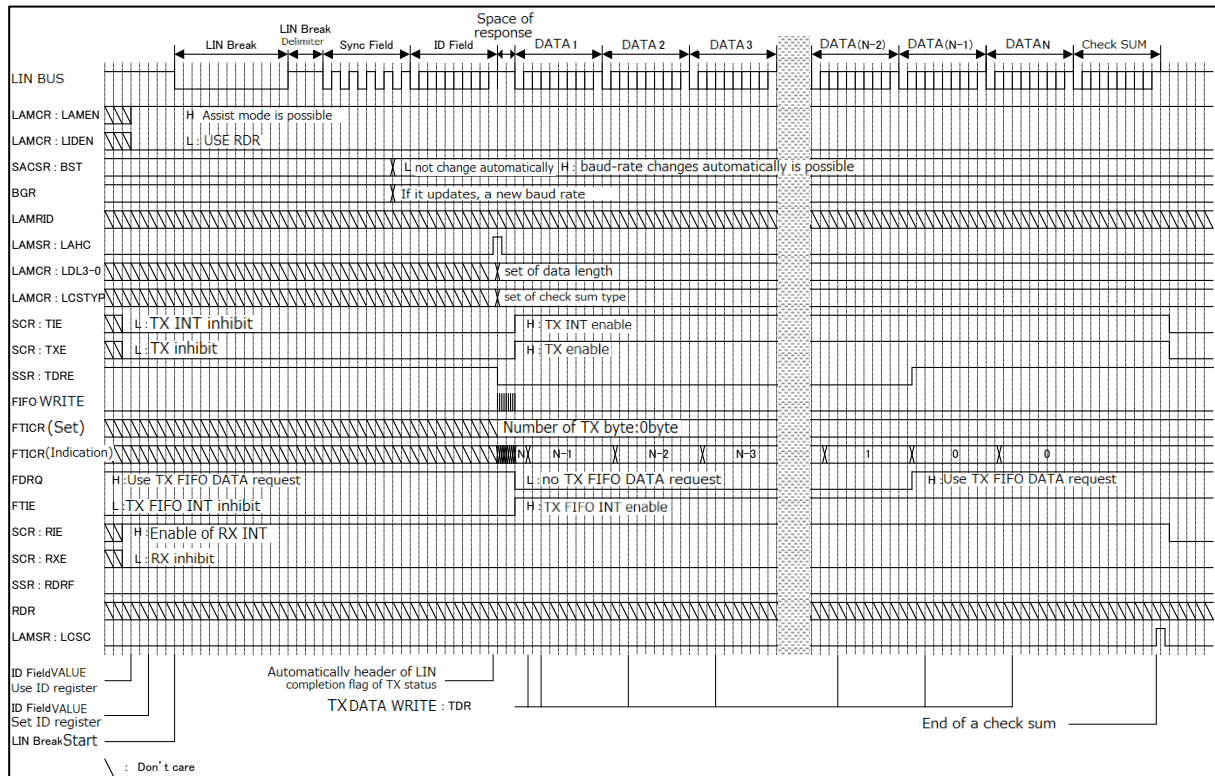 Space of
response
LIN Break
Delimiter
LIN Break
Sync Field
ID Field
DATA1
DATA2
DATA3
DATA(N-2)
DATA(N-1)
DATAN
Check SUM
LIN BUS
LAMCR : LAMEN
H Assist mode is possible
LAMCR : LIDEN
L : USE RDR
SACSR : BST
L not change automatically H : baud-rate changes automatically is possible
BGR
If it updates, a new baud rate
LAMRID
LAMSR : LAHC
LAMCR : LDL3-0
set of data length
LAMCR : LCSTYP
set of check sum type
SCR : TIE
L : TX INT inhibit
H : TX INT enable
SCR : TXE
L : TX inhibit
H : TX enable
SSR : TDRE
FIFO WRITE
FTICR (Set)
Number of TX byte:0byte
FTICR(Indication)
N N-1 N-2 N-3 1 0 0
FDRQ
H :Use TX FIFO DATA request
L : no TX FIFO DATA request
H : Use TX FIFO DATA request
FTIE
L :TX FIFO INT inhibit
H : TX FIFO INT enable
SCR : RIE
H :Enable of RX INT
SCR : RXE
L : RX inhibit
SSR : RDRF
RDR
LAMSR : LCSC
ID FieldVALUE
Use ID register
Automatically header of LIN
completion flag of TX status
ID FieldVALUE
Set ID register
TX DATA WRITE : TDR
End of a check sum
LIN BreakStart
: Don't care